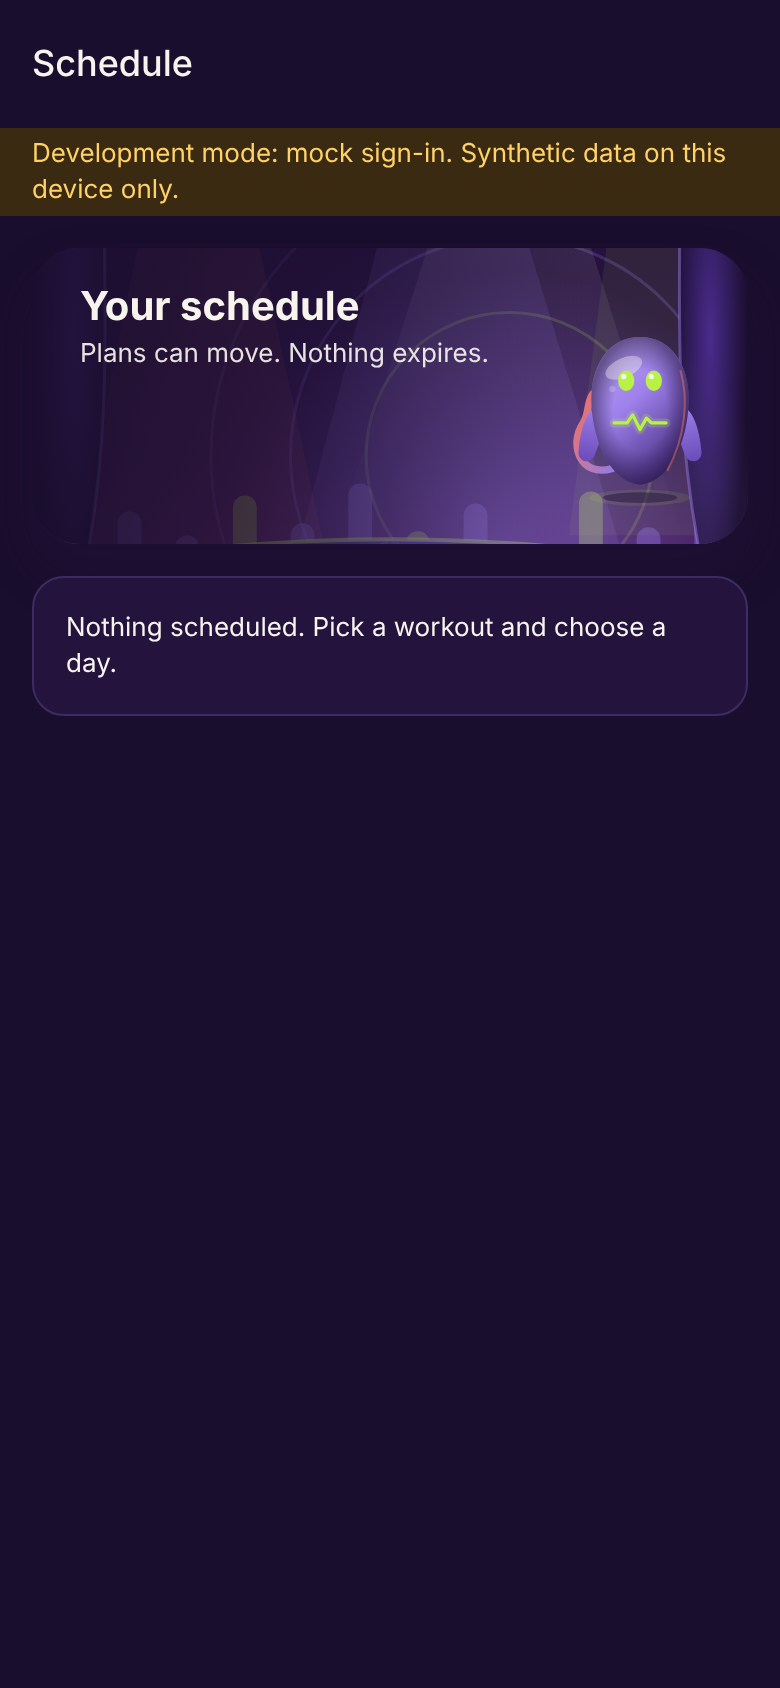 Schedule
Development mode: mock sign-in. Synthetic data on this
device only.
Your schedule
Plans can move. Nothing expires.
Nothing scheduled. Pick a workout and choose a
day.